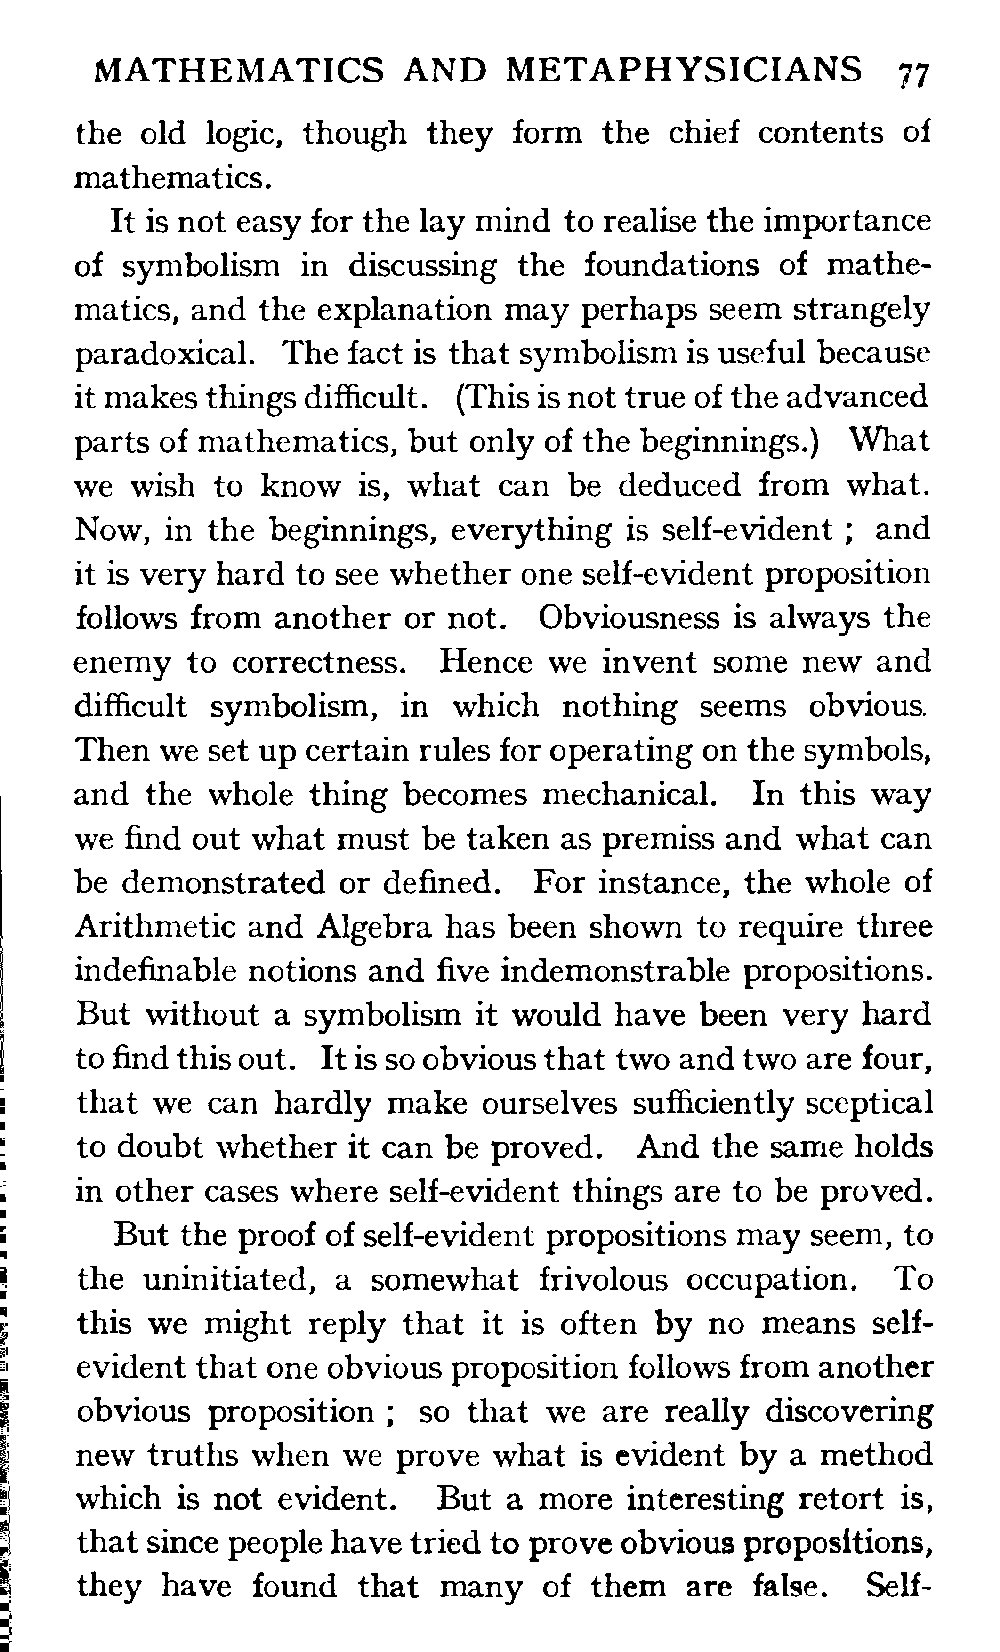 MATHEMATICS AND METAPHYSICIANS 77
the old logic, though they form the chief contents of
mathematics.
It is not easy for the lay mind to realise the importance
of symbolism in discussing the foundations of mathe-
matics, and the explanation may perhaps seem strangely
paradoxical. The fact is that symbolism is useful because
it makes things difficult. (This is not true of the advanced
parts of mathematics, but only of the beginnings.) What
we wish to know is, what can be deduced from what.
Now, in the beginnings, everything is self-evident ; and
it is very hard to see whether one self-evident proposition
follows from another or not. Obviousness is always the
enemy to correctness. Hence we invent some new and
difficult symbolism, in which nothing seems obvious.
Then we set up certain rules for operating on the symbols,
and the whole thing becomes mechanical. In this way
we find out what must be taken as premiss and what can
be demonstrated or defined. For instance, the whole of
Arithmetic and Algebra has been shown to require three
indefinable notions and five indemonstrable propositions.
But without a symbolism it would have been very hard
to find this out. It is so obvious that two and two are four,
that we can hardly make ourselves sufficiently sceptical
to doubt whether it can be proved. And the same holds
in other cases where self-evident things are to be proved.
But the proof of self-evident propositions may seem, to
the uninitiated, a somewhat frivolous occupation. To
this we might reply that it is often by no means self-
evident that one obvious proposition follows from another
obvious proposition ; so that we are really discovering
new truths when we prove what is evident by a method
which is not evident. But a more interesting retort is,
that since people have tried to prove obvious propositions,
they have found that many of them are false. Self-